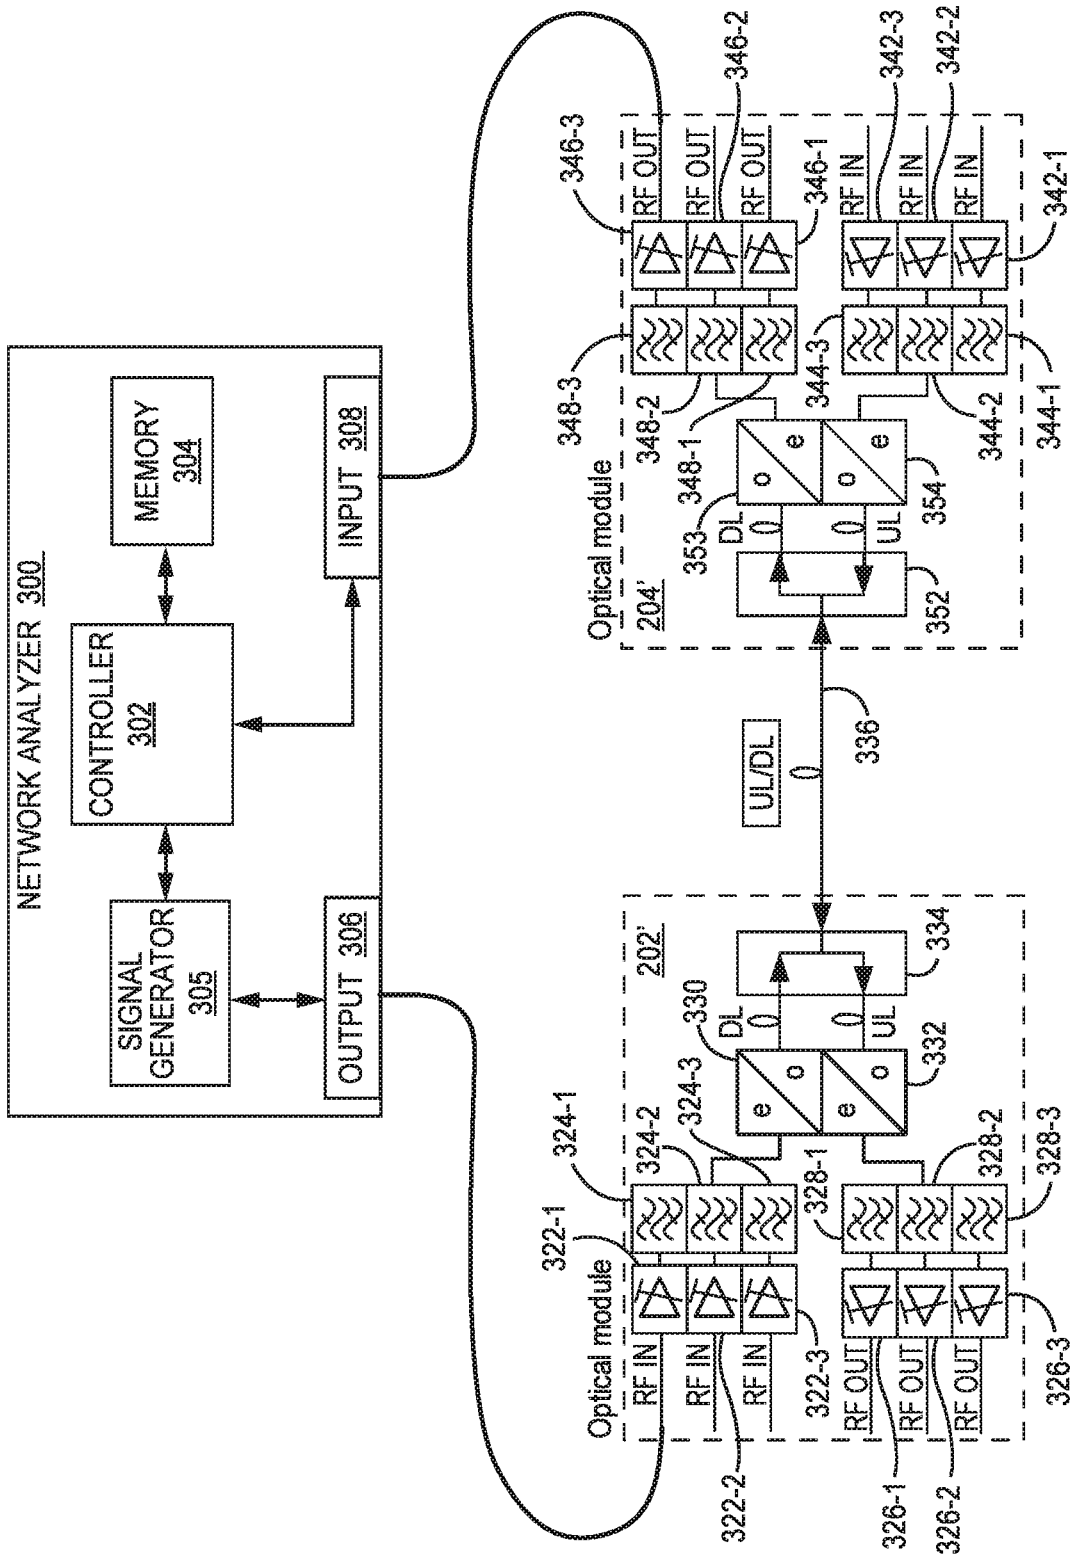 NETWORK ANALYZER 300
SIGNAL
GENERATOR
305
CONTROLLER
302
MEMORY
304
OUTPUT 306
INPUT 308
Optical module
202'
322-1
324-1
324-2
324-3
RF IN
RF IN
RF IN
322-2
322-3
328-1
328-2
328-3
RF OUT
RF OUT
RF OUT
326-1
326-2
326-3
e
o
e
o
330
332
DL
UL
334
UL/DL
336
Optical module
204'
352
DL
UL
353
354
o
e
o
e
348-3
348-2
348-1
344-3
344-2
344-1
346-3
346-2
346-1
RF OUT
RF OUT
RF OUT
RF IN
RF IN
RF IN
342-3
342-2
342-1